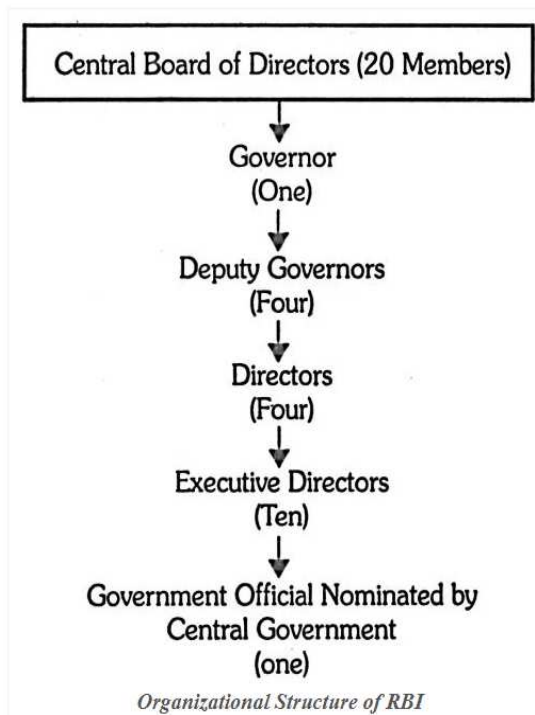 Central Board of Directors (20 Members)
Governor
(One)
Deputy Governors
(Four)
Directors
(Four)
Executive Directors
(Ten)
Government Official Nominated by
Central Government
(one)
Organizational Structure of RBI